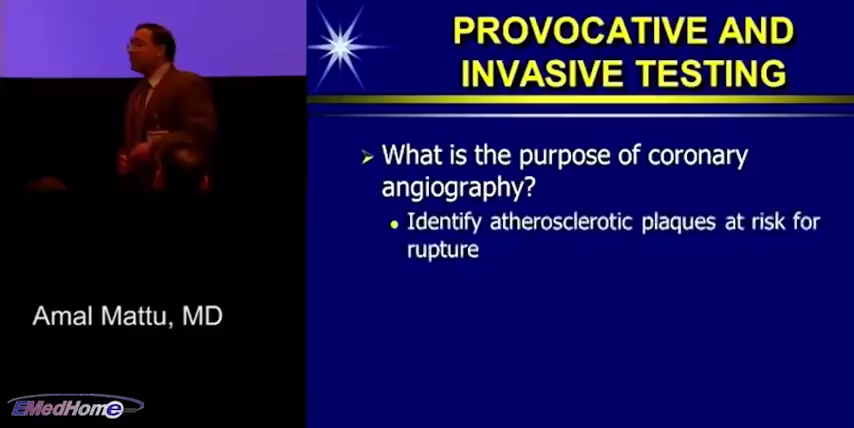 PROVOCATIVE AND
INVASIVE TESTING
What is the purpose of coronary
angiography?
Identify atherosclerotic plaques at risk for
rupture
Amal Mattu, MD
EMedHome